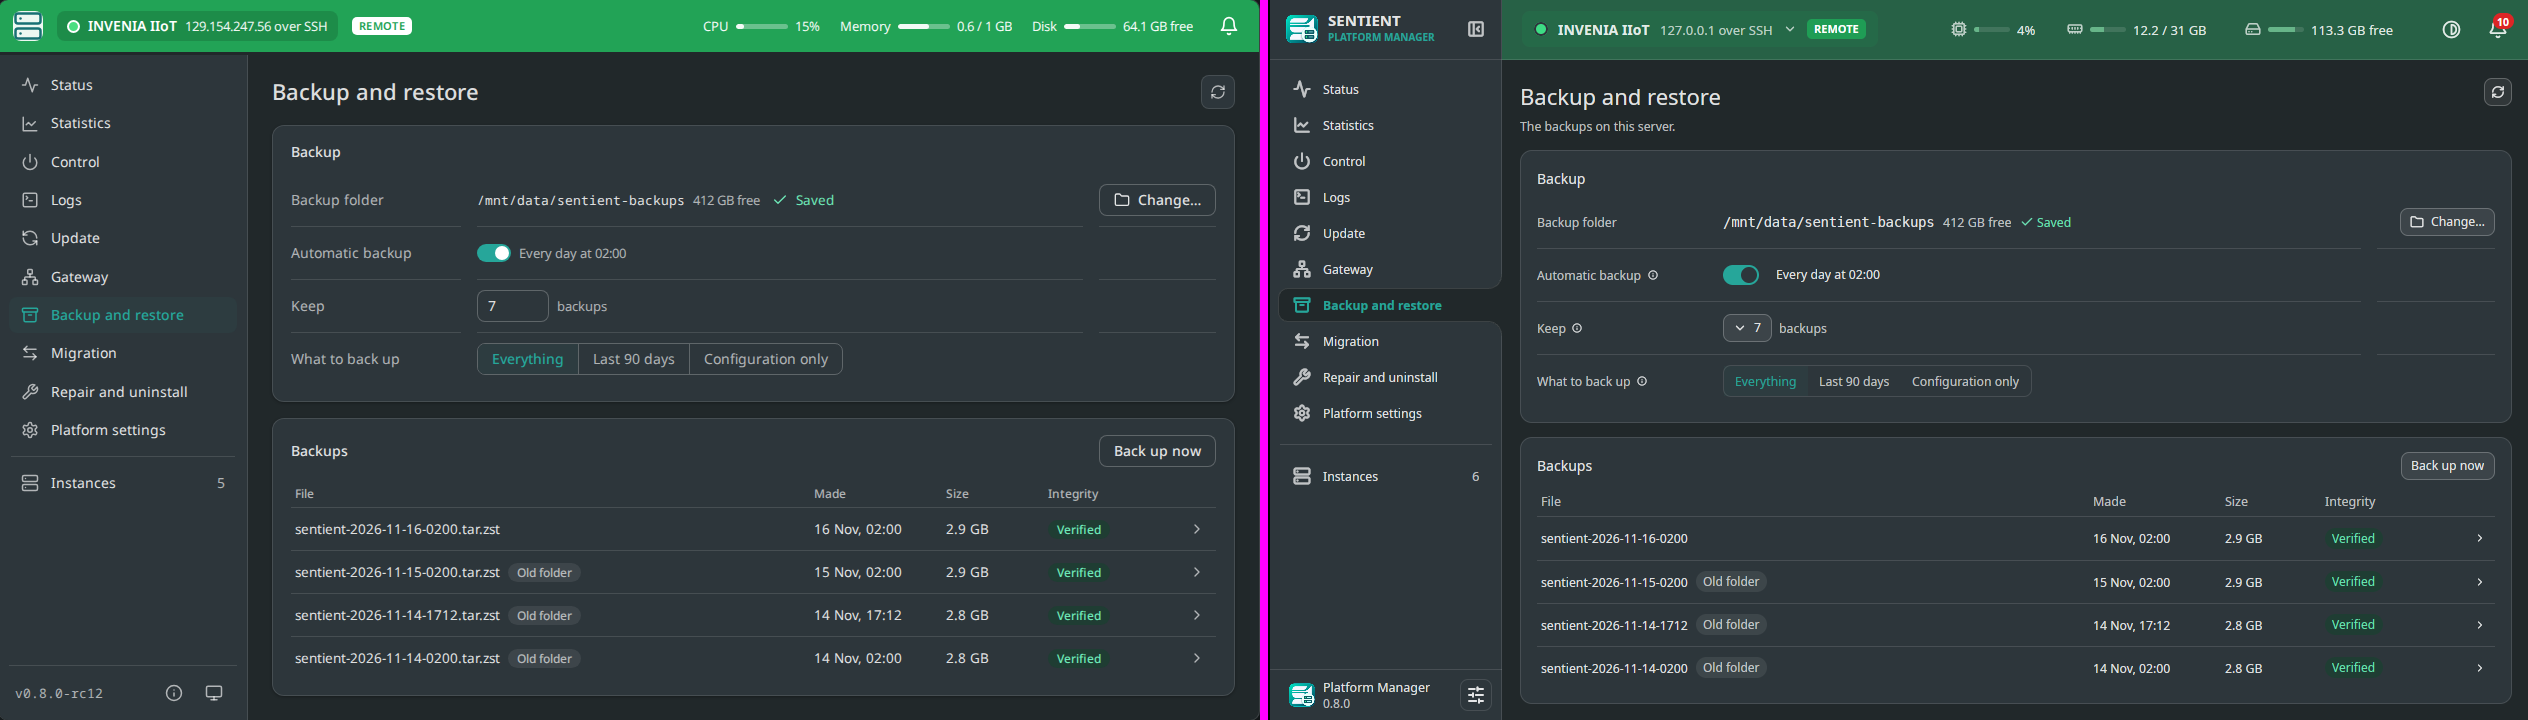 INVENIA IIoT 129.154.247.56 over SSH REMOTE CPU 15% Memory 0.6 / 1 GB Disk 64.1 GB free
Status
Statistics
Control
Logs
Update
Gateway
Backup and restore
Migration
Repair and uninstall
Platform settings
Instances 5
v0.8.0-rc12
Backup and restore
Backup
Backup folder /mnt/data/sentient-backups 412 GB free Saved Change...
Automatic backup Every day at 02:00
Keep 7 backups
What to back up Everything Last 90 days Configuration only
Backups Back up now
File Made Size Integrity
sentient-2026-11-16-0200.tar.zst 16 Nov, 02:00 2.9 GB Verified
sentient-2026-11-15-0200.tar.zst Old folder 15 Nov, 02:00 2.9 GB Verified
sentient-2026-11-14-1712.tar.zst Old folder 14 Nov, 17:12 2.8 GB Verified
sentient-2026-11-14-0200.tar.zst Old folder 14 Nov, 02:00 2.8 GB Verified
SENTIENT
PLATFORM MANAGER
INVENIA IIoT 127.0.0.1 over SSH REMOTE 4% 12.2 / 31 GB 113.3 GB free 10
Status
Statistics
Control
Logs
Update
Gateway
Backup and restore
Migration
Repair and uninstall
Platform settings
Instances 6
Platform Manager
0.8.0
Backup and restore
The backups on this server.
Backup
Backup folder /mnt/data/sentient-backups 412 GB free Saved Change...
Automatic backup Every day at 02:00
Keep 7 backups
What to back up Everything Last 90 days Configuration only
Backups Back up now
File Made Size Integrity
sentient-2026-11-16-0200 16 Nov, 02:00 2.9 GB Verified
sentient-2026-11-15-0200 Old folder 15 Nov, 02:00 2.9 GB Verified
sentient-2026-11-14-1712 Old folder 14 Nov, 17:12 2.8 GB Verified
sentient-2026-11-14-0200 Old folder 14 Nov, 02:00 2.8 GB Verified